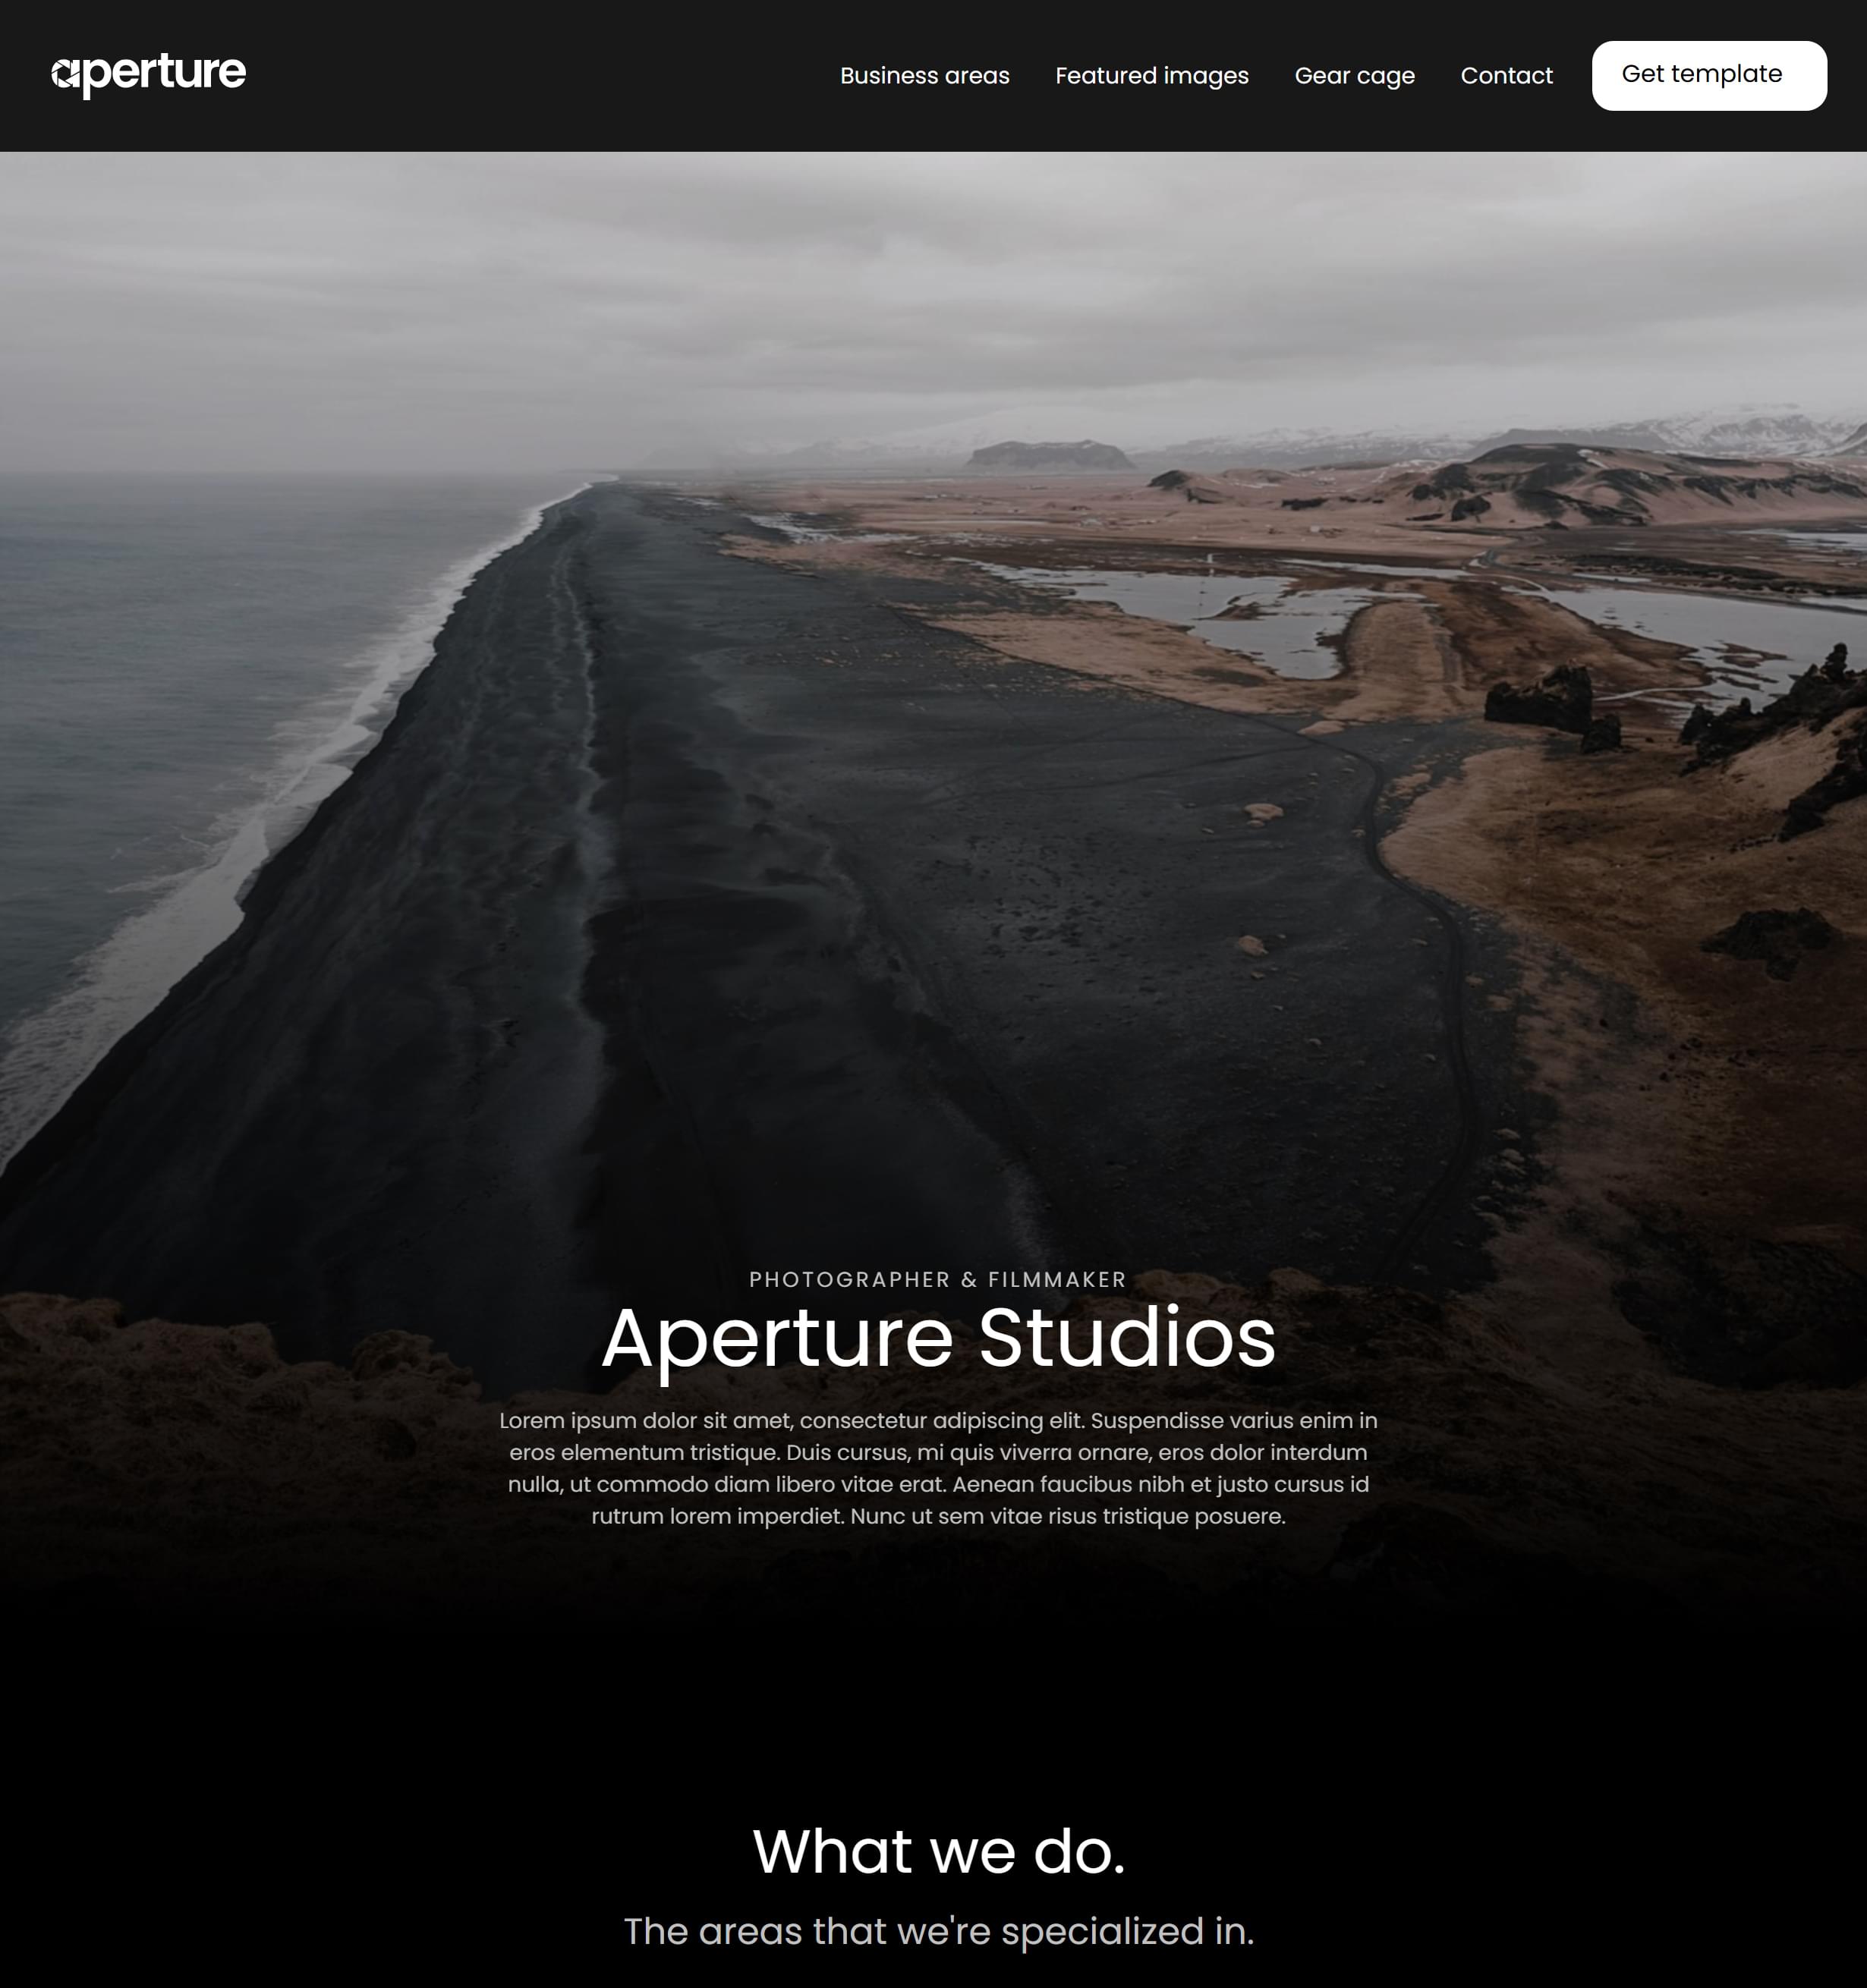 aperture
Business areas
Featured images
Gear cage
Contact
Get template
PHOTOGRAPHER & FILMMAKER
Aperture Studios
Lorem ipsum dolor sit amet, consectetur adipiscing elit. Suspendisse varius enim in
eros elementum tristique. Duis cursus, mi quis viverra ornare, eros dolor interdum
nulla, ut commodo diam libero vitae erat. Aenean faucibus nibh et justo cursus id
rutrum lorem imperdiet. Nunc ut sem vitae risus tristique posuere.
What we do.
The areas that we're specialized in.